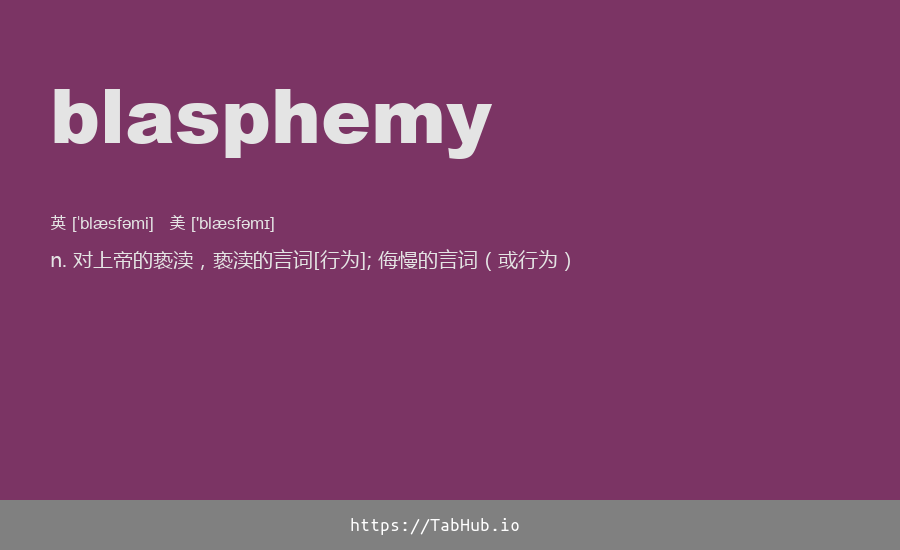 blasphemy
英 [ˈblæsfəmi] 美 ['blæsfəmɪ]
n. 对上帝的亵渎，亵渎的言词[行为]; 侮慢的言词（或行为）
https://TabHub.io